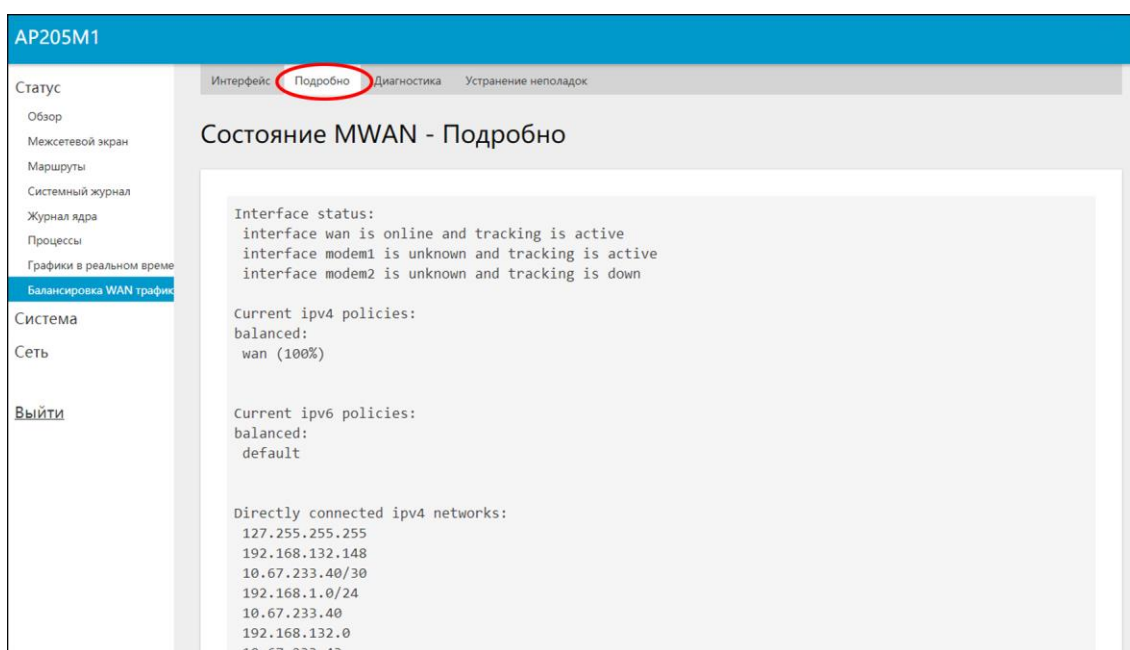 AP205M1
Статус
Обзор
Межсетевой экран
Маршруты
Системный журнал
Журнал ядра
Процессы
Графики в реальном време
Балансировка WAN трафик
Система
Сеть
Выйти
Интерфейс Подробно Диагностика Устранение неполадок
Состояние MWAN - Подробно
Interface status:
interface wan is online and tracking is active
interface modem1 is unknown and tracking is active
interface modem2 is unknown and tracking is down
Current ipv4 policies:
balanced:
wan (100%)
Current ipv6 policies:
balanced:
default
Directly connected ipv4 networks:
127.255.255.255
192.168.132.148
10.67.233.40/30
192.168.1.0/24
10.67.233.40
192.168.132.0